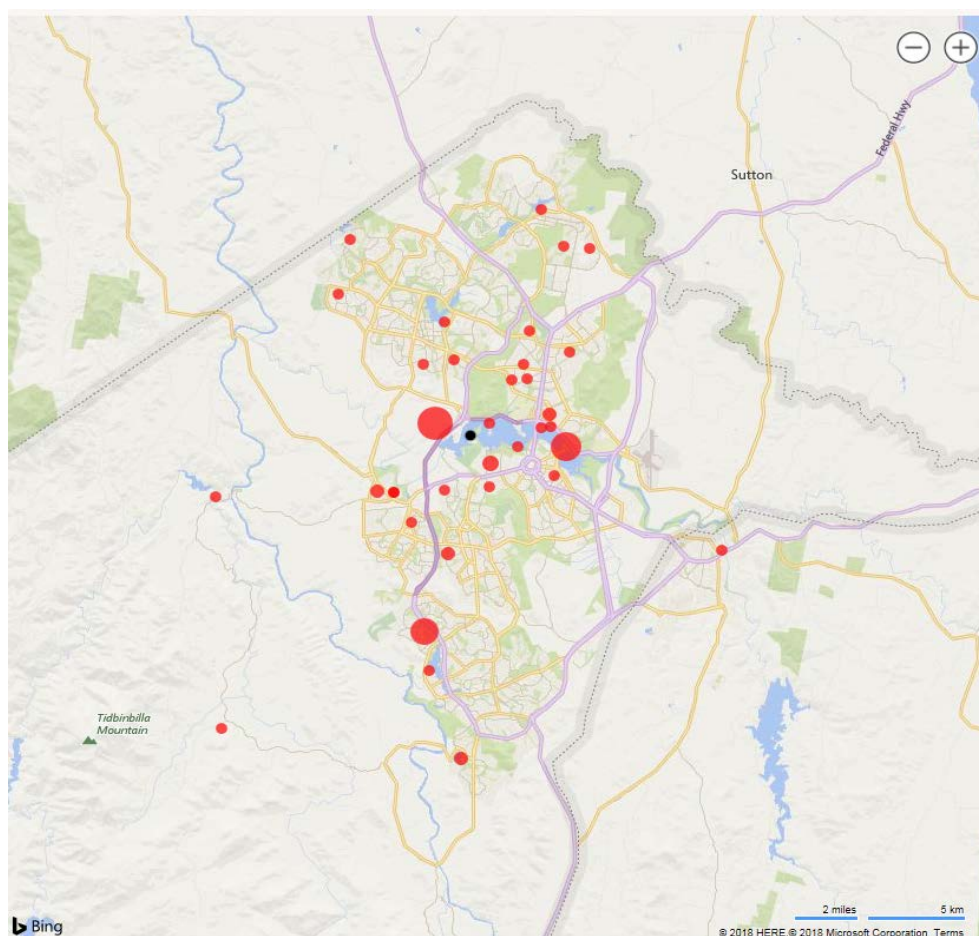 Federal Hwy
Sutton
Tidbinbilla
Mountain
Bing
2 miles
5 km
© 2018 HERE, © 2018 Microsoft Corporation Terms